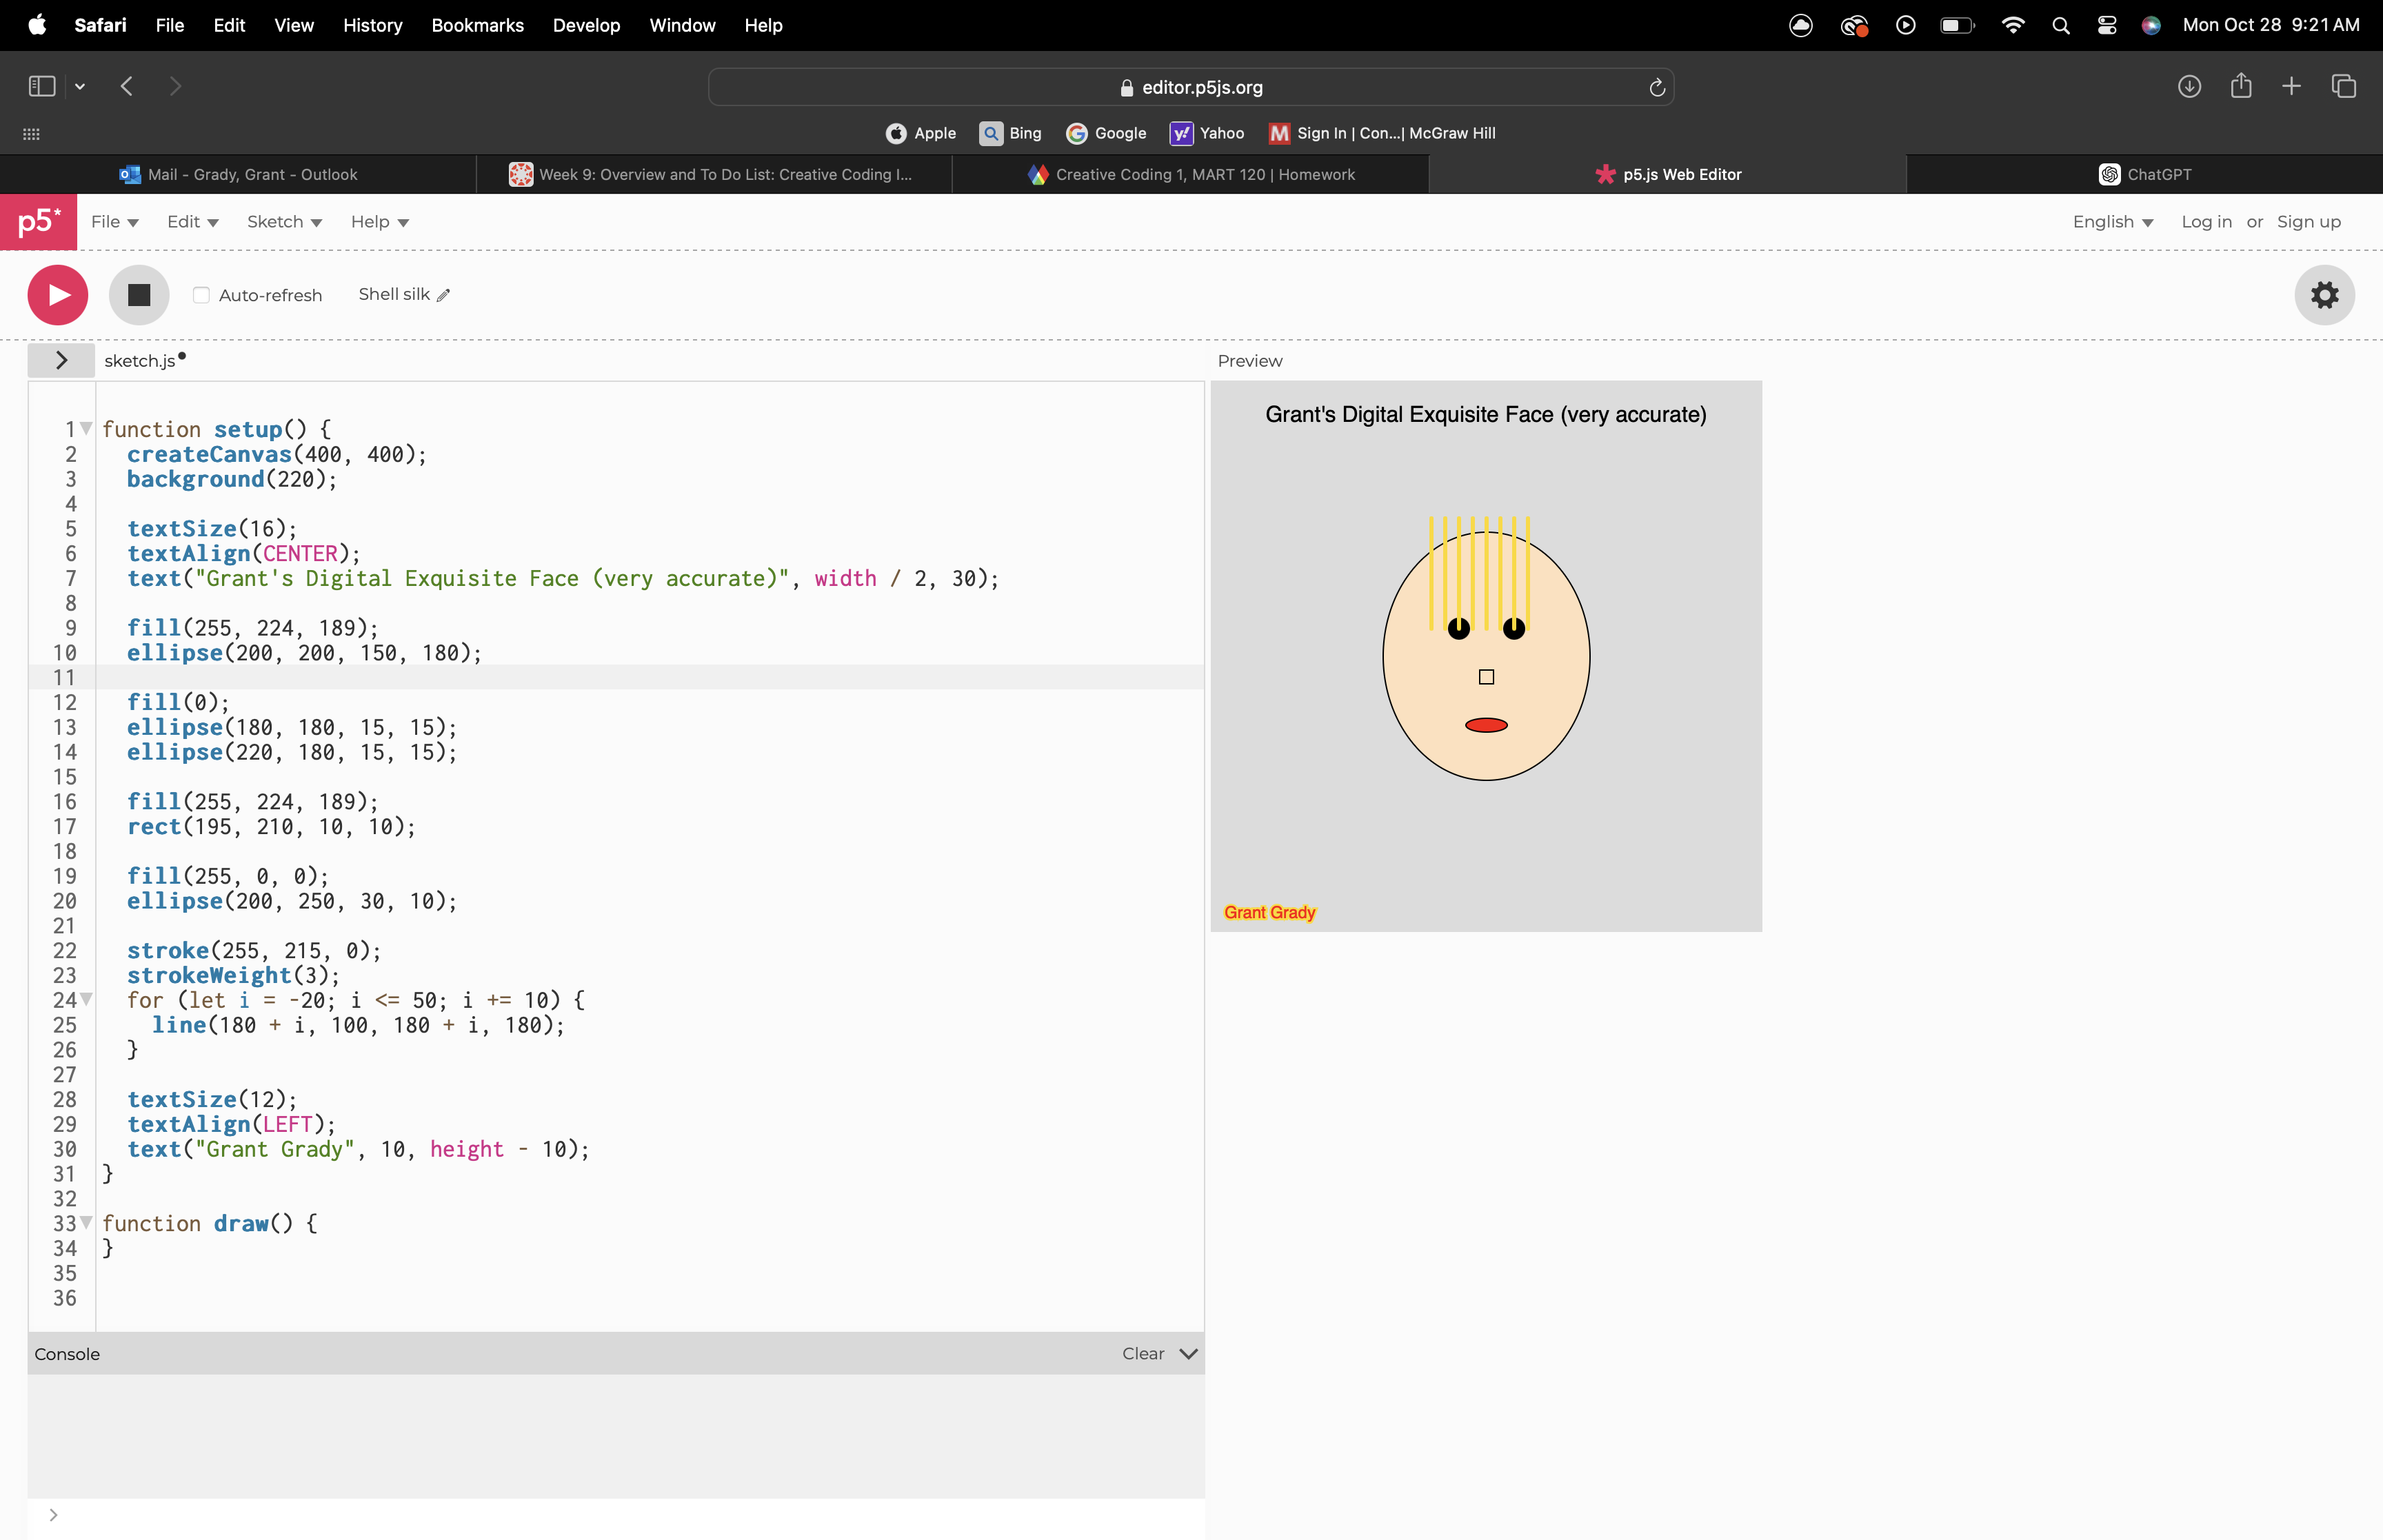 Safari File Edit View History Bookmarks Develop Window Help Mon Oct 28 9:21 AM
editor.p5js.org
Apple Bing Google Yahoo Sign In | Con...| McGraw Hill
Mail - Grady, Grant - Outlook Week 9: Overview and To Do List: Creative Coding I... Creative Coding 1, MART 120 | Homework p5.js Web Editor ChatGPT
p5* File Edit Sketch Help English Log in or Sign up
Auto-refresh Shell silk
sketch.js
1 function setup() {
2 createCanvas(400, 400);
3 background(220);
4
5 textSize(16);
6 textAlign(CENTER);
7 text("Grant's Digital Exquisite Face (very accurate)", width / 2, 30);
8
9 fill(255, 224, 189);
10 ellipse(200, 200, 150, 180);
11
12 fill(0);
13 ellipse(180, 180, 15, 15);
14 ellipse(220, 180, 15, 15);
15
16 fill(255, 224, 189);
17 rect(195, 210, 10, 10);
18
19 fill(255, 0, 0);
20 ellipse(200, 250, 30, 10);
21
22 stroke(255, 215, 0);
23 strokeWeight(3);
24 for (let i = -20; i <= 50; i += 10) {
25 line(180 + i, 100, 180 + i, 180);
26 }
27
28 textSize(12);
29 textAlign(LEFT);
30 text("Grant Grady", 10, height - 10);
31 }
32
33 function draw() {
34 }
35
36
Console Clear
>
Preview
Grant's Digital Exquisite Face (very accurate)
Grant Grady